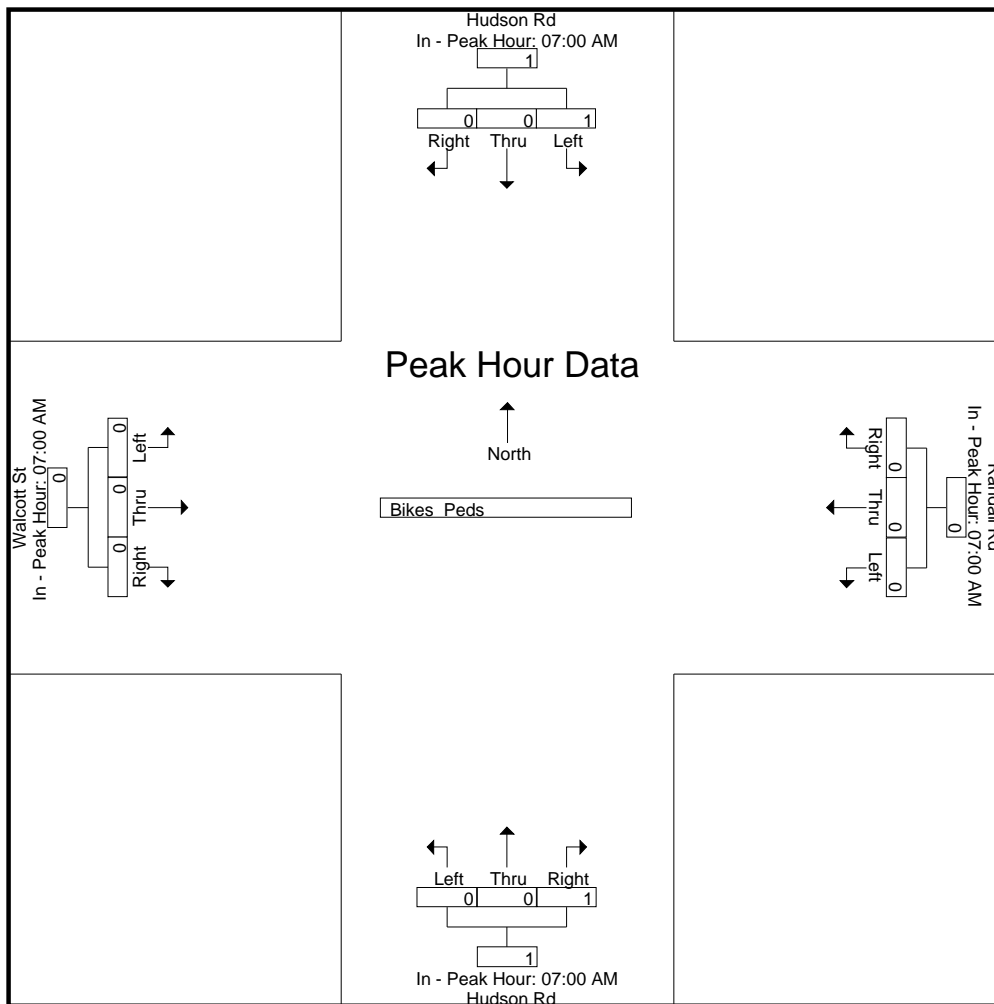 Hudson Rd
In - Peak Hour: 07:00 AM
1
0 0 1
Right Thru Left
Peak Hour Data
North
Bikes Peds
Walcott St
In - Peak Hour: 07:00 AM
0
0 0 0
Left Thru Right
Randall Rd
In - Peak Hour: 07:00 AM
0
0 0 0
Right Thru Left
Left Thru Right
0 0 1
1
In - Peak Hour: 07:00 AM
Hudson Rd